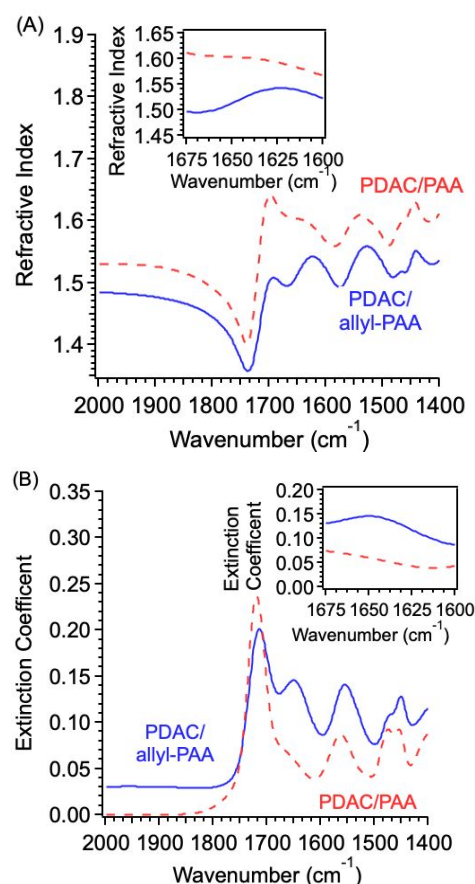 (A)
1.9
1.8
1.7
1.6
1.5
1.4
Refractive Index
2000 1900 1800 1700 1600 1500 1400
Wavenumber (cm-1)
1.65
1.60
1.55
1.50
1.45
Refractive Index
1675 1650 1625 1600
Wavenumber (cm-1)
PDAC/PAA
PDAC/
allyl-PAA
(B)
0.35
0.30
0.25
0.20
0.15
0.10
0.05
0.00
Extinction Coefficent
2000 1900 1800 1700 1600 1500 1400
Wavenumber (cm-1)
0.20
0.15
0.10
0.05
0.00
Extinction
Coefficent
1675 1650 1625 1600
Wavenumber (cm-1)
PDAC/
allyl-PAA
PDAC/PAA